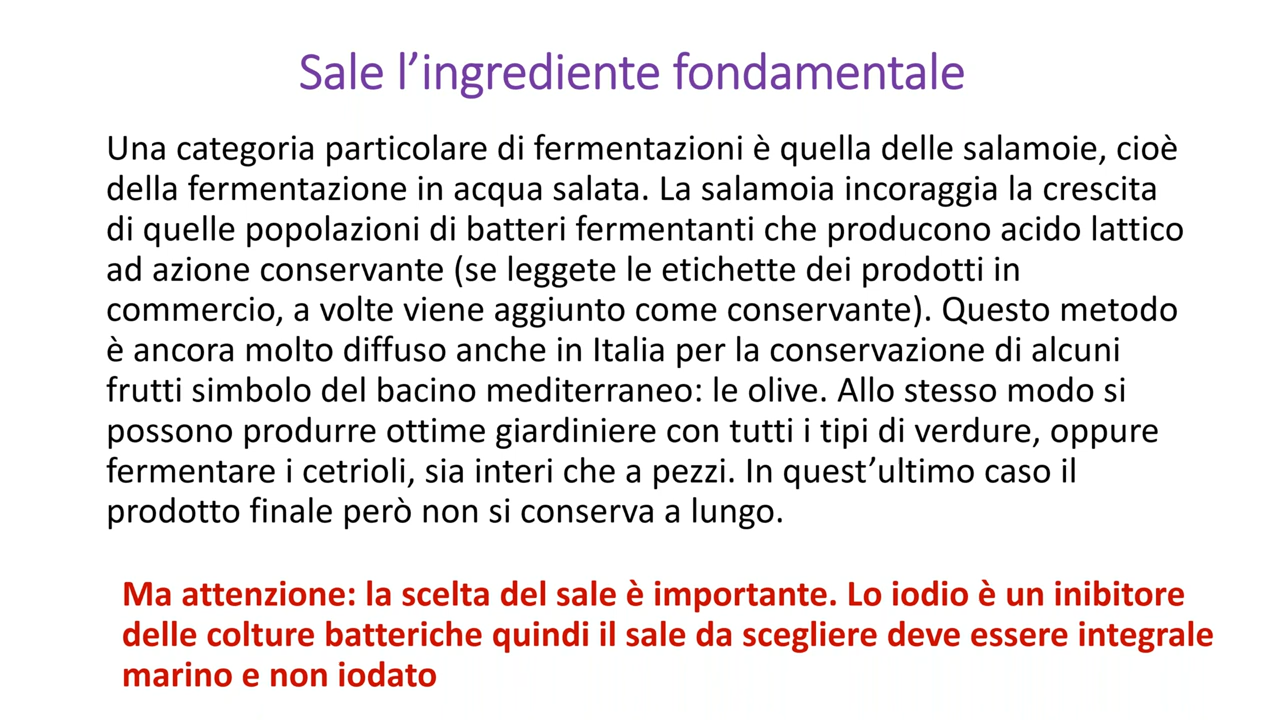 Sale l’ingrediente fondamentale
Una categoria particolare di fermentazioni è quella delle salamoie, cioè
della fermentazione in acqua salata. La salamoia incoraggia la crescita
di quelle popolazioni di batteri fermentanti che producono acido lattico
ad azione conservante (se leggete le etichette dei prodotti in
commercio, a volte viene aggiunto come conservante). Questo metodo
è ancora molto diffuso anche in Italia per la conservazione di alcuni
frutti simbolo del bacino mediterraneo: le olive. Allo stesso modo si
possono produrre ottime giardiniere con tutti i tipi di verdure, oppure
fermentare i cetrioli, sia interi che a pezzi. In quest’ultimo caso il
prodotto finale però non si conserva a lungo.
Ma attenzione: la scelta del sale è importante. Lo iodio è un inibitore
delle colture batteriche quindi il sale da scegliere deve essere integrale
marino e non iodato